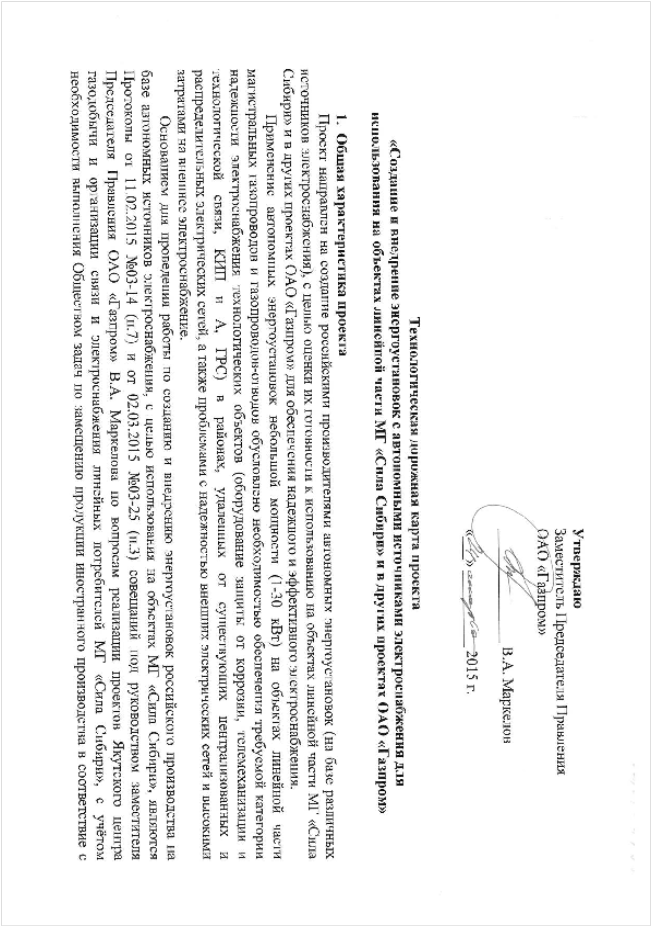 Утверждаю
Заместитель Председателя Правления
ОАО «Газпром»
В.А. Маркелов
2015 г.
Технологическая дорожная карта проекта
«Создание и внедрение энергоустановок с автономными источниками электроснабжения для
использования на объектах линейной части МГ «Сила Сибири» и в других проектах ОАО «Газпром»
1. Общая характеристика проекта
Проект направлен на создание российскими производителями автономных энергоустановок (на базе различных
источников электроснабжения), с целью оценки их готовности к использованию на объектах линейной части МГ «Сила
Сибири» и в других проектах ОАО «Газпром» для обеспечения надежного и эффективного электроснабжения.
Применение автономных энергоустановок небольшой мощности (1-30 кВт) на объектах линейной части
магистральных газопроводов и газопроводов-отводов обусловлено необходимостью обеспечения требуемой категории
надежности электроснабжения технологических объектов (оборудование защиты от коррозии, телемеханизации и
технологической связи, КИП и А, ГРС) в районах, удаленных от существующих централизованных и
распределительных электрических сетей, а также проблемами с надежностью внешних электрических сетей и высокими
затратами на внешнее электроснабжение.
Основанием для проведения работы по созданию и внедрению энергоустановок российского производства на
базе автономных источников электроснабжения, с целью использования на объектах МГ «Сила Сибири», являются
Протоколы от 11.02.2015 №03-14 (п.7) и от 02.03.2015 №03-25 (п.3) совещаний под руководством заместителя
Председателя Правления ОАО «Газпром» В.А. Маркелова по вопросам реализации проектов Якутского центра
газодобычи и организации связи и электроснабжения линейных потребителей МГ «Сила Сибири», с учётом
необходимости выполнения Обществом задач по замещению продукции иностранного производства в соответствие с